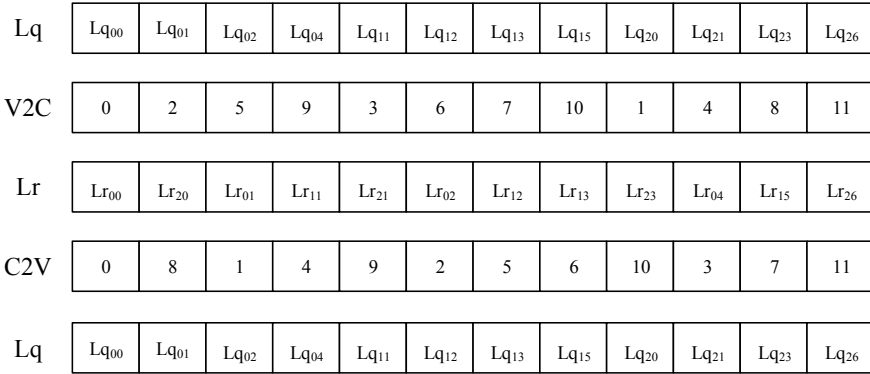 Lq Lq00 Lq01 Lq02 Lq04 Lq11 Lq12 Lq13 Lq15 Lq20 Lq21 Lq23 Lq26
V2C 0 2 5 9 3 6 7 10 1 4 8 11
Lr Lr00 Lr20 Lr01 Lr11 Lr21 Lr02 Lr12 Lr13 Lr23 Lr04 Lr15 Lr26
C2V 0 8 1 4 9 2 5 6 10 3 7 11
Lq Lq00 Lq01 Lq02 Lq04 Lq11 Lq12 Lq13 Lq15 Lq20 Lq21 Lq23 Lq26